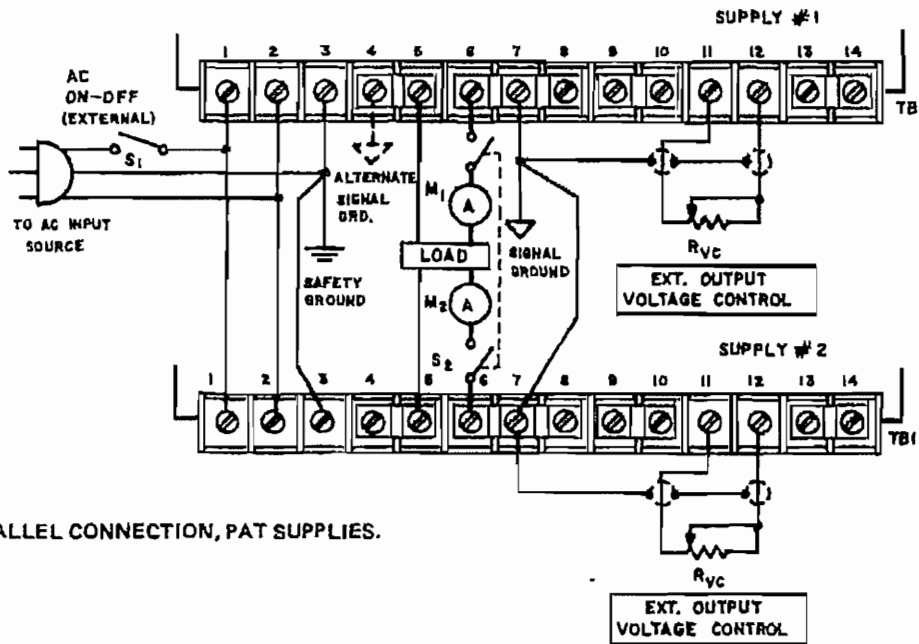 SUPPLY #1
1 2 3 4 5 6 7 8 9 10 11 12 13 14
TB
AC
ON-OFF
(EXTERNAL)
S1
TO AC INPUT
SOURCE
ALTERNATE
SIGNAL
GRD.
M1
A
LOAD
SIGNAL
GROUND
SAFETY
GROUND
M2
A
S2
RVC
EXT. OUTPUT
VOLTAGE CONTROL
SUPPLY #2
1 2 3 4 5 6 7 8 9 10 11 12 13 14
TB1
ALLEL CONNECTION, PAT SUPPLIES.
RVC
EXT. OUTPUT
VOLTAGE CONTROL